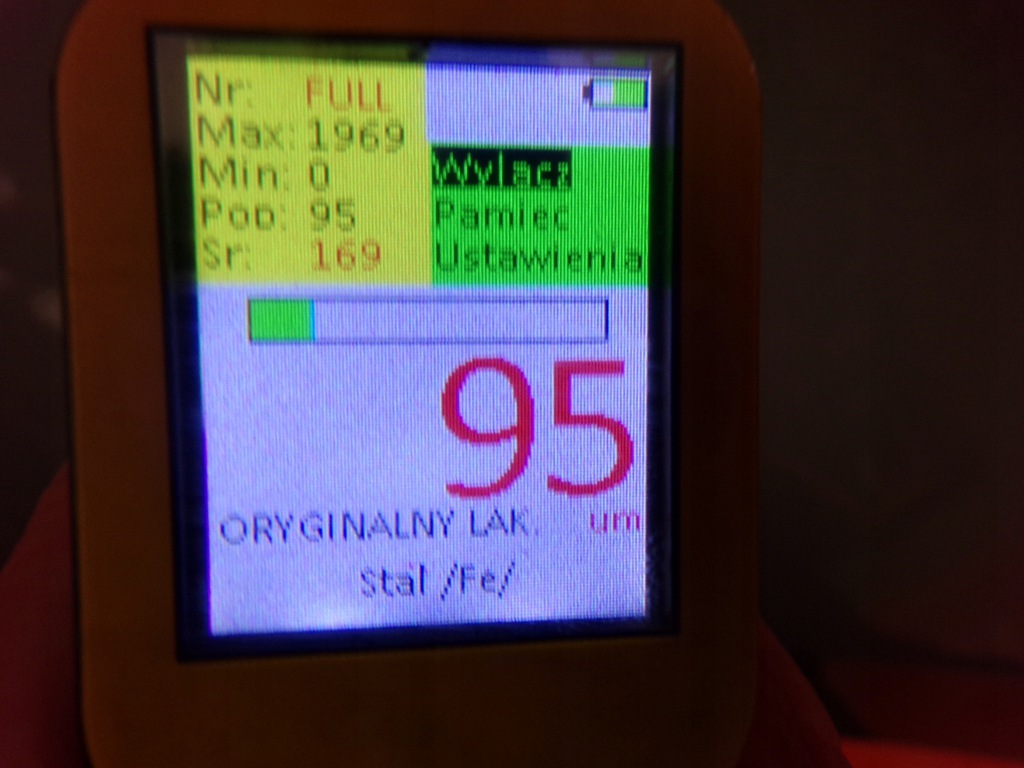 Nr: FULL
Max: 1969
Min: 0
Pop: 95
Sr: 169
Wylacz
Pamiec
Ustawienia
95
ORYGINALNY LAK. um
Stal /Fe/